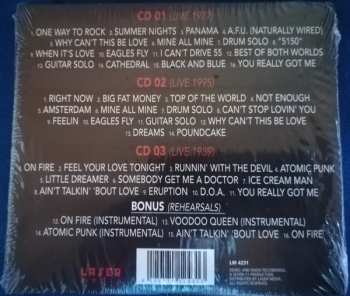 CD 01 (LIVE:1987)
1.ONE WAY TO ROCK 2.SUMMER NIGHTS 3.PANAMA 4.A.F.U. (NATURALLY WIRED)
5.WHY CAN'T THIS BE LOVE 6.MINE ALL MINE 7.DRUM SOLO 8."5150"
9.WHEN IT'S LOVE 10.EAGLES FLY 11.I CAN'T DRIVE 55 12.BEST OF BOTH WORLDS
13.GUITAR SOLO 14.CATHEDRAL 15.BLACK AND BLUE 16.YOU REALLY GOT ME
CD 02 (LIVE:1995)
1.RIGHT NOW 2.BIG FAT MONEY 3.TOP OF THE WORLD 4.NOT ENOUGH
5.AMSTERDAM 6.MINE ALL MINE 7.DRUM SOLO 8.CAN'T STOP LOVIN' YOU
9.FEELIN 10.EAGLES FLY 11.GUITAR SOLO 12.WHY CAN'T THIS BE LOVE
13.DREAMS 14.POUNDCAKE
CD 03 (LIVE:1939)
ON FIRE 2.FEEL YOUR LOVE TONIGHT 3.RUNNIN' WITH THE DEVIL 4.ATOMIC PUNK
5.LITTLE DREAMER 6.SOMEBODY GET ME A DOCTOR 7.ICE CREAM MAN
8.AIN'T TALKIN' 'BOUT LOVE 9.ERUPTION 10.D.O.A. 11.YOU REALLY GOT ME
BONUS (REHEARSALS)
12.ON FIRE (INSTRUMENTAL) 13.VOODOO QUEEN (INSTRUMENTAL)
14.ATOMIC PUNK (INSTRUMENTAL) 15.AIN'T TALKIN' 'BOUT LOVE 16.ON FIRE
LASER
LM 4231